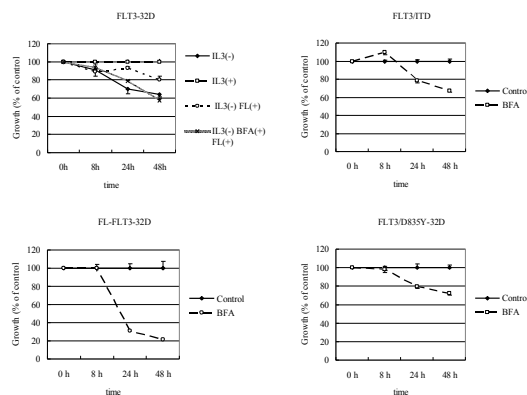 FLT3-32D
Growth (% of control)
120
100
80
60
40
20
0
0h 8h 24h 48h
time
IL3(-)
IL3(+)
IL3(-) FL(+)
IL3(-) BFA(+)
FL(+)
FLT3/ITD
Growth (% of control)
120
100
80
60
40
20
0
0 h 8 h 24 h 48 h
time
Control
BFA
FL-FLT3-32D
Growth (% of control)
120
100
80
60
40
20
0
0 h 8 h 24 h 48 h
time
Control
BFA
FLT3/D835Y-32D
Growth (% of control)
120
100
80
60
40
20
0
0 h 8 h 24 h 48 h
time
Contro
BFA